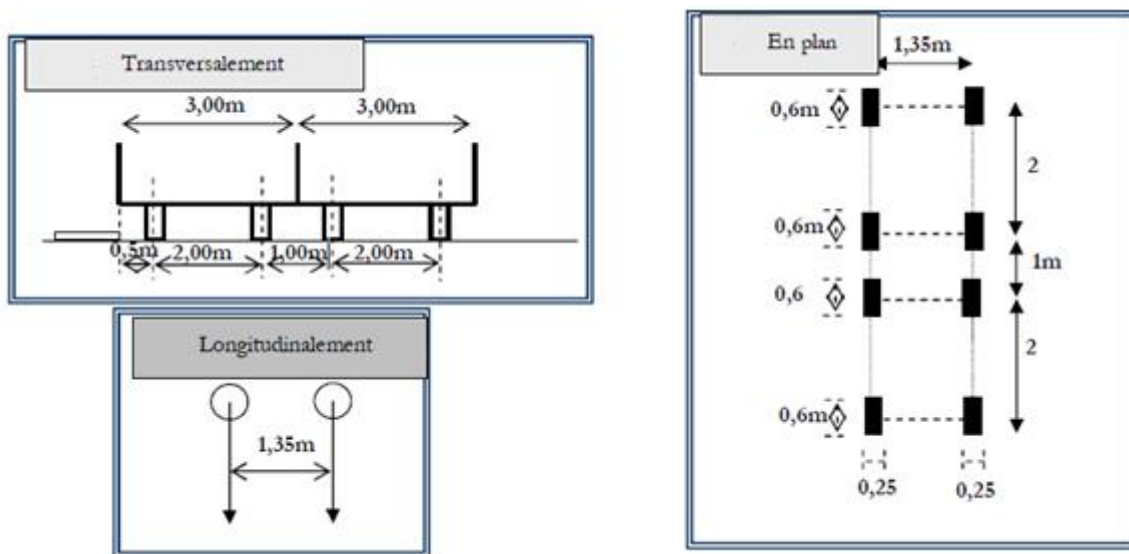 Transversalement
3,00m 3,00m
0,5m 2,00m 1,00m 2,00m
Longitudinalement
1,35m
En plan
1,35m
0,6m
2
0,6m
1m
0,6
2
0,6m
0,25 0,25